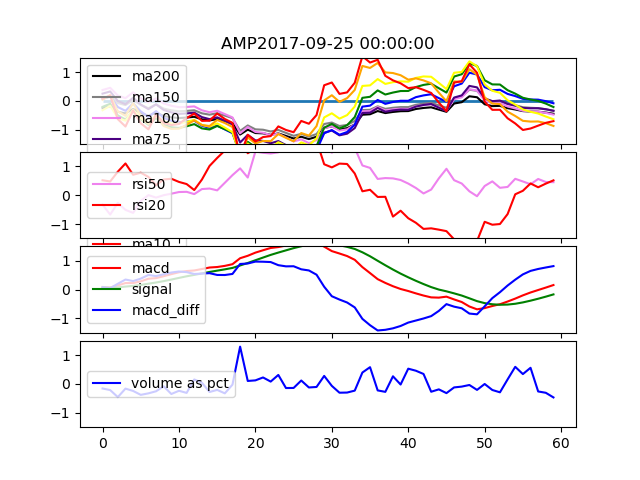 AMP2017-09-25 00:00:00
1
0
−1
ma200
ma150
ma100
ma75
1
0
−1
rsi50
rsi20
ma10
1
0
−1
macd
signal
macd_diff
1
0
−1
volume as pct
0 10 20 30 40 50 60